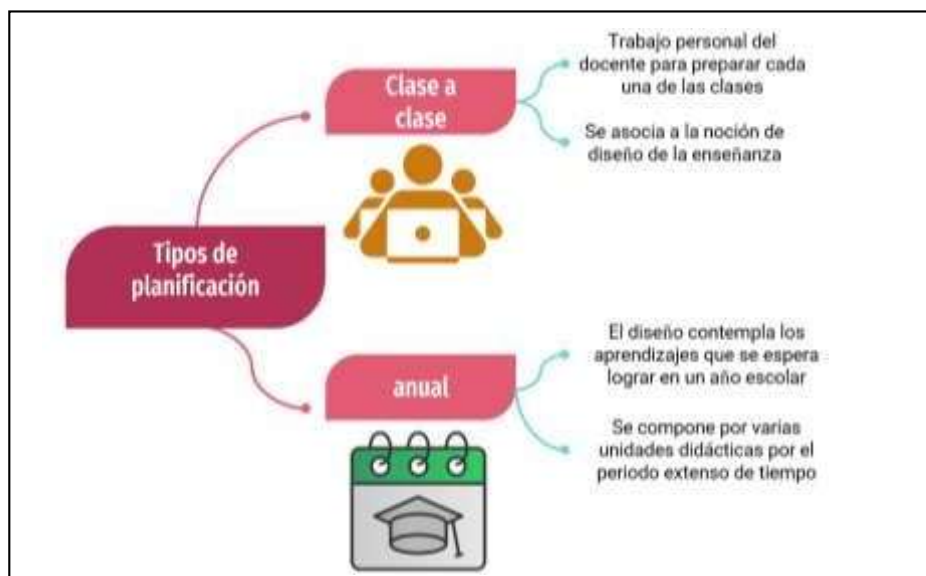 Tipos de
planificación
Clase a
clase
Trabajo personal del
docente para preparar cada
una de las clases
Se asocia a la noción de
diseño de la enseñanza
anual
El diseño contempla los
aprendizajes que se espera
lograr en un año escolar
Se compone por varias
unidades didácticas por el
periodo extenso de tiempo